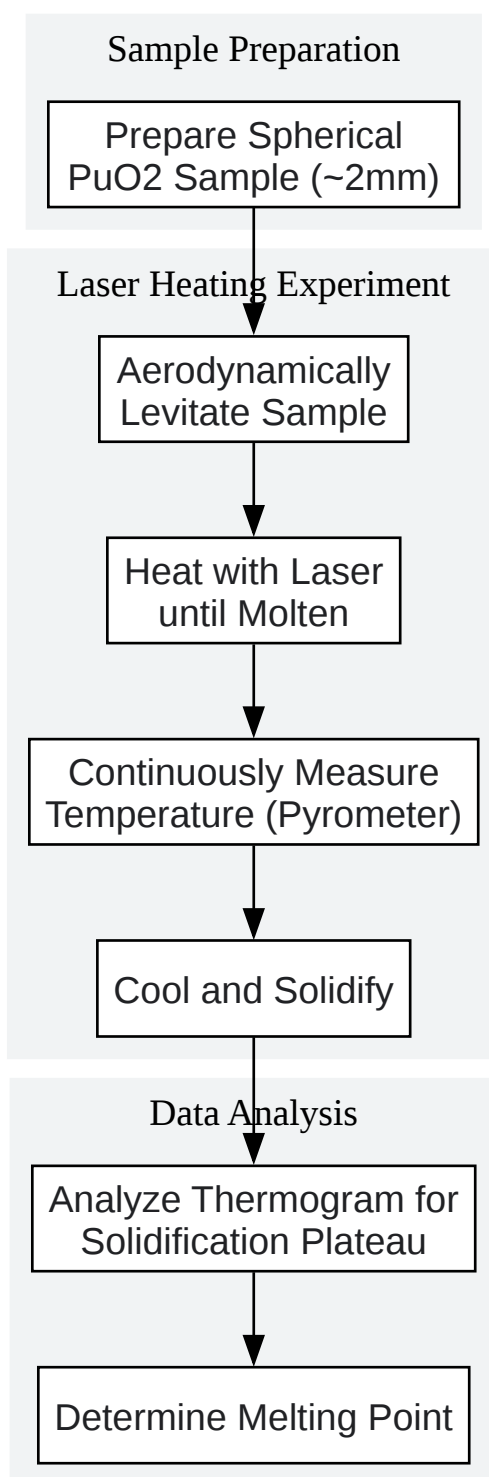 Sample Preparation
Prepare Spherical
PuO2 Sample (~2mm)
Laser Heating Experiment
Aerodynamically
Levitate Sample
Heat with Laser
until Molten
Continuously Measure
Temperature (Pyrometer)
Cool and Solidify
Data Analysis
Analyze Thermogram for
Solidification Plateau
Determine Melting Point